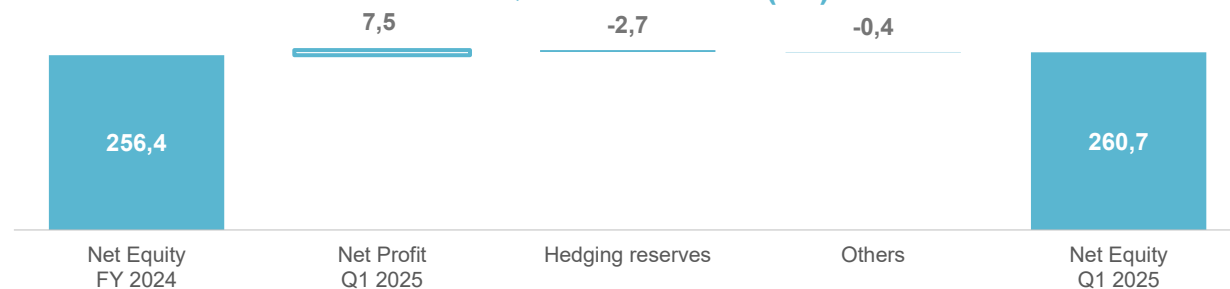 7,5
-2,7
-0,4
256,4
260,7
Net Equity
FY 2024
Net Profit
Q1 2025
Hedging reserves
Others
Net Equity
Q1 2025